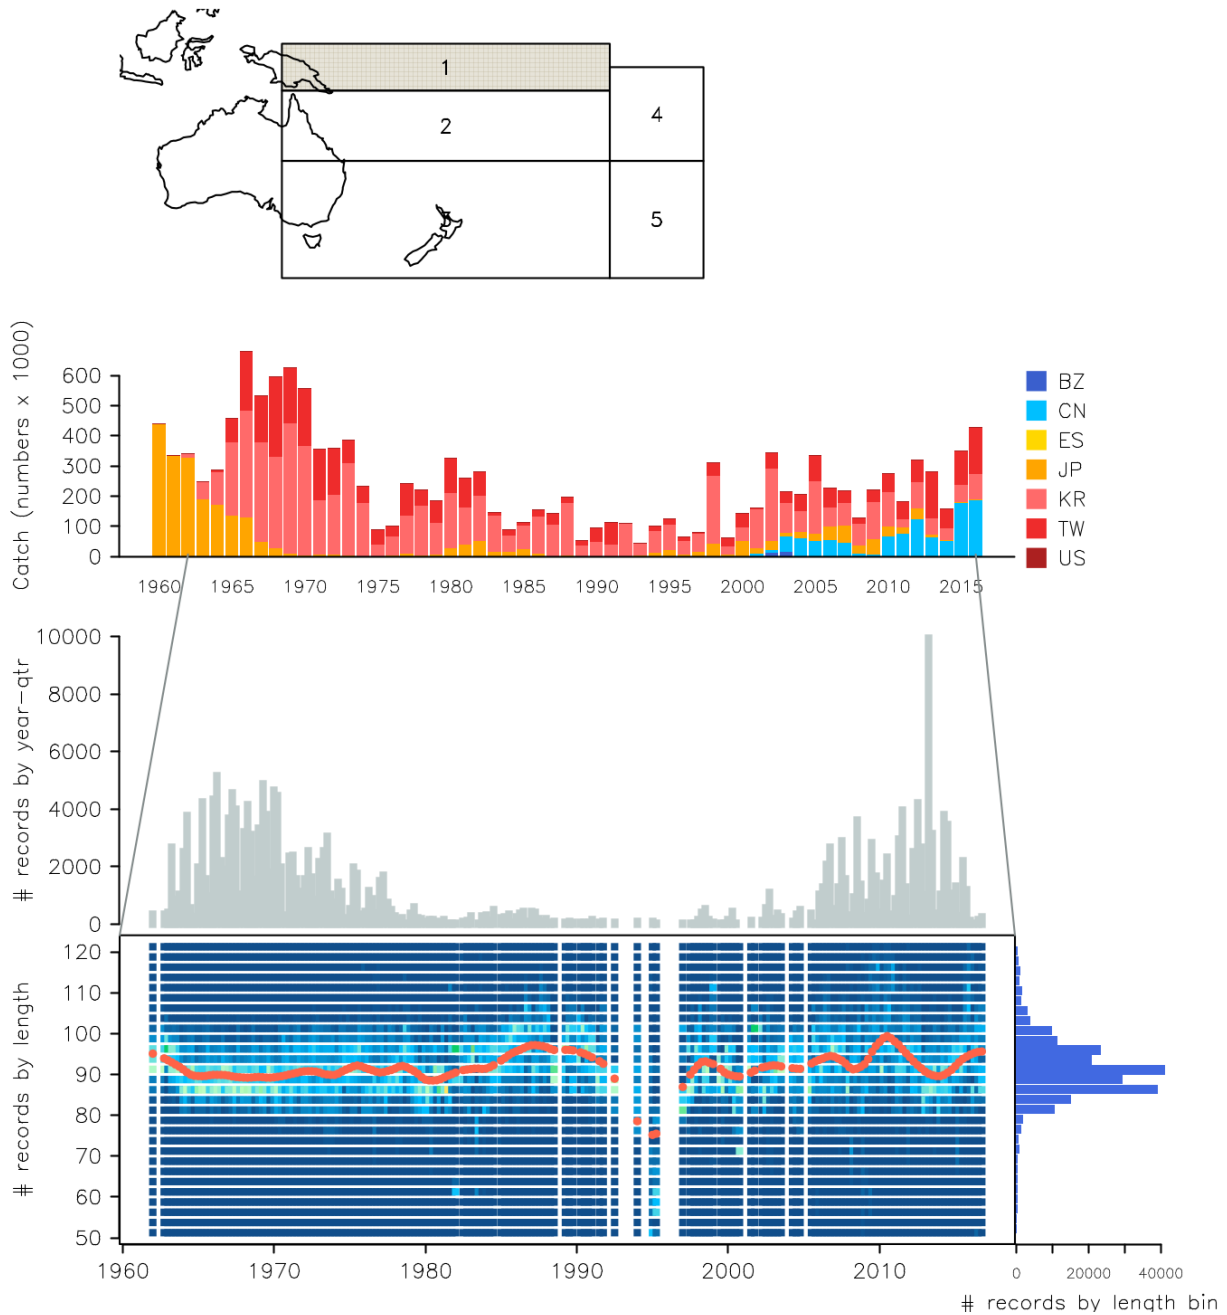 1
2
4
3
5
Catch (numbers x 1000)
600
500
400
300
200
100
0
1960 1965 1970 1975 1980 1985 1990 1995 2000 2005 2010 2015
BZ
CN
ES
JP
KR
TW
US
# records by year-qtr
10000
8000
6000
4000
2000
0
# records by length
120
110
100
90
80
70
60
50
1960 1970 1980 1990 2000 2010
0 20000 40000
# records by length bin